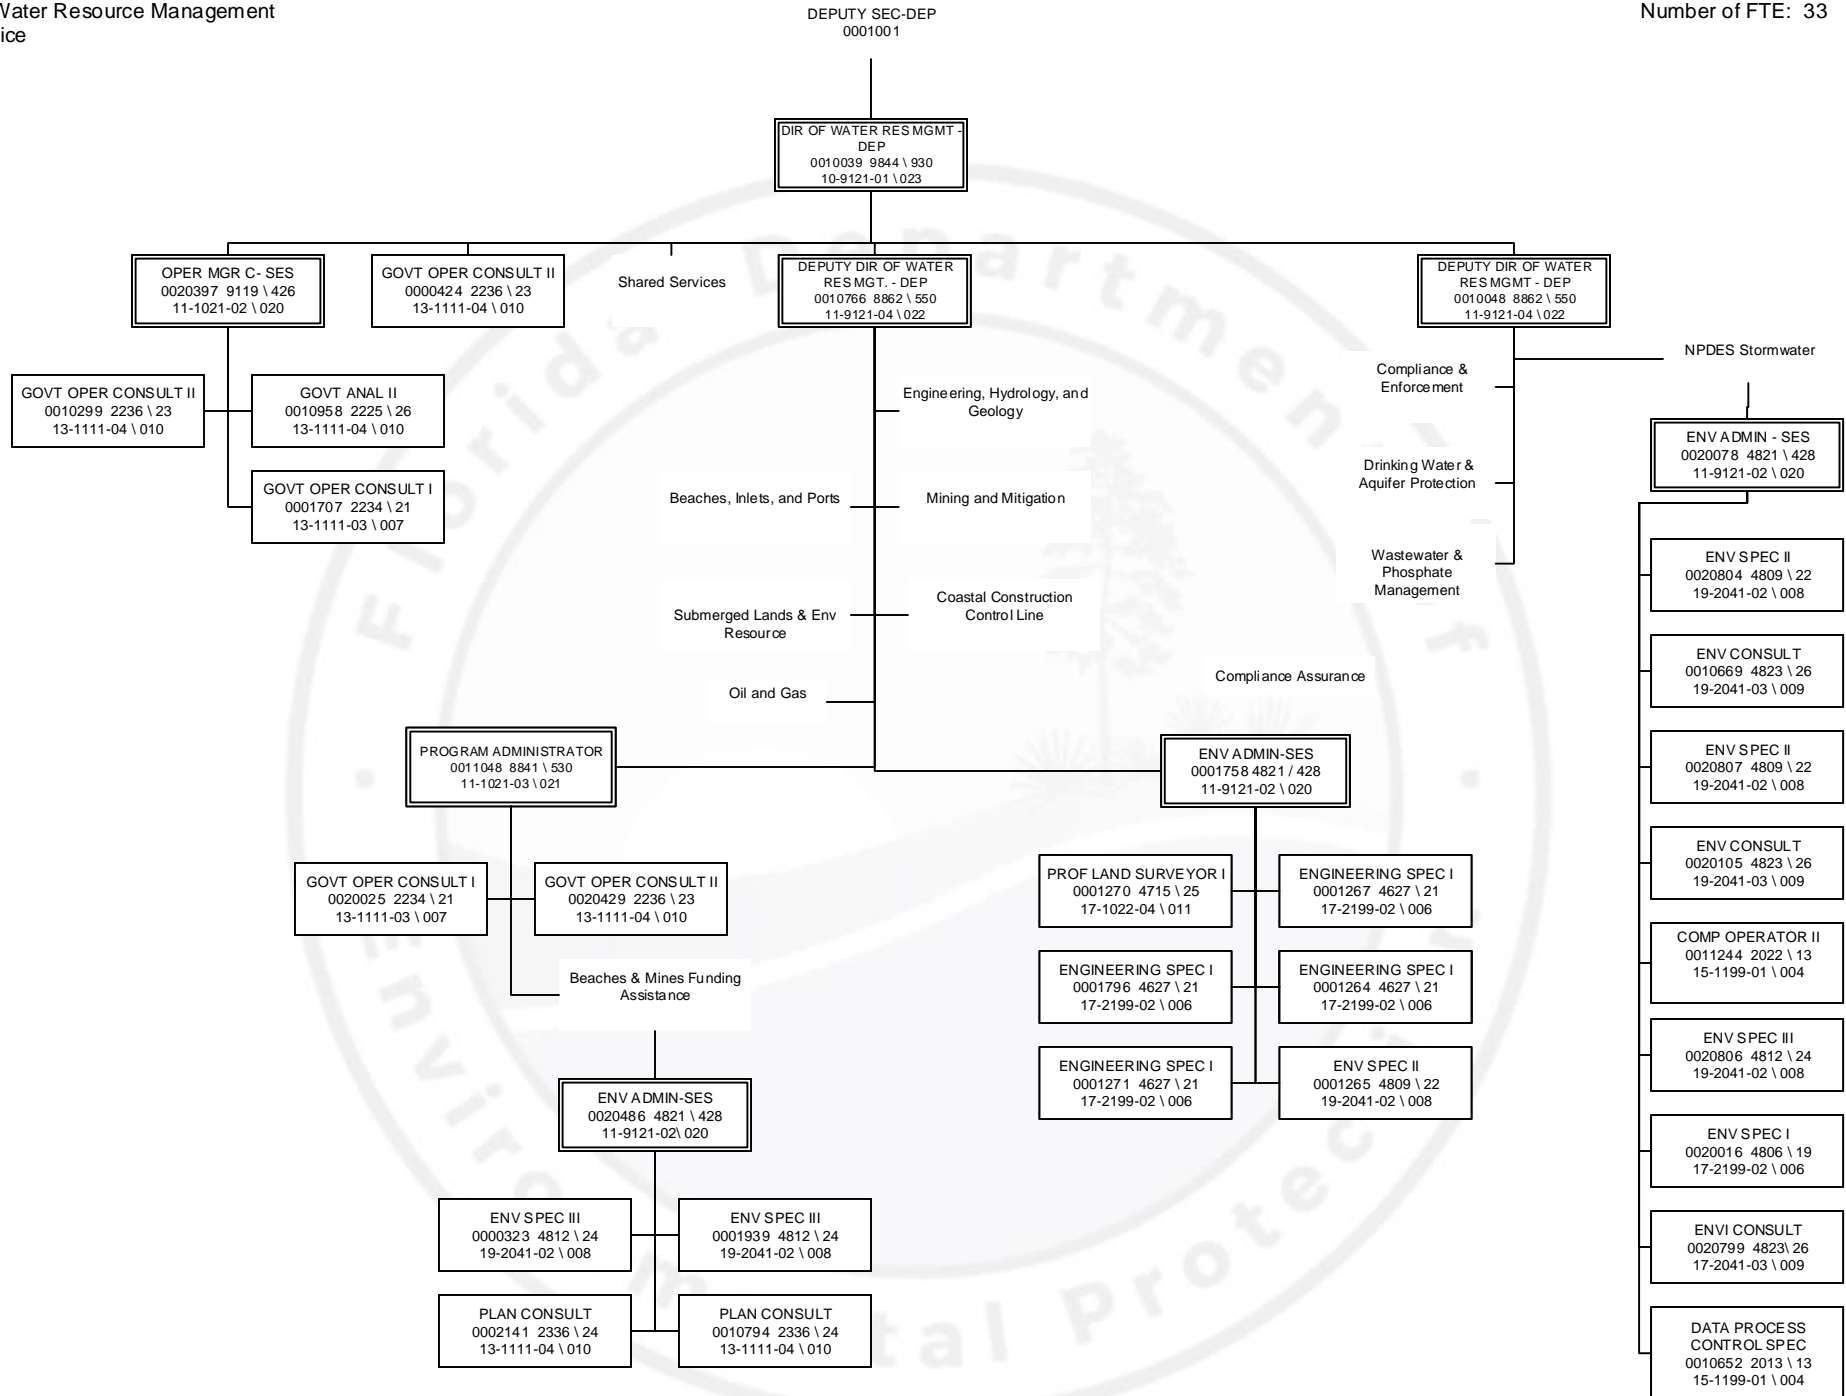 Water Resource Management
ice
DEPUTY SEC-DEP
0001001
Number of FTE: 33
DIR OF WATER RES MGMT -
DEP
0010039 9844 \ 930
10-9121-01 \ 023
OPER MGR C- SES
0020397 9119 \ 426
11-1021-02 \ 020
GOVT OPER CONSULT II
0000424 2236 \ 23
13-1111-04 \ 010
Shared Services
DEPUTY DIR OF WATER
RES MGT. - DEP
0010766 8862 \ 550
11-9121-04 \ 022
DEPUTY DIR OF WATER
RES MGMT - DEP
0010048 8862 \ 550
11-9121-04 \ 022
GOVT OPER CONSULT II
0010299 2236 \ 23
13-1111-04 \ 010
GOVT ANAL II
0010958 2225 \ 26
13-1111-04 \ 010
GOVT OPER CONSULT I
0001707 2234 \ 21
13-1111-03 \ 007
Engineering, Hydrology, and
Geology
Beaches, Inlets, and Ports
Mining and Mitigation
Submerged Lands & Env
Resource
Coastal Construction
Control Line
Oil and Gas
Compliance &
Enforcement
Drinking Water &
Aquifer Protection
Wastewater &
Phosphate
Management
Compliance Assurance
NPDES Stormwater
ENV ADMIN - SES
0020078 4821 \ 428
11-9121-02 \ 020
ENV SPEC II
0020804 4809 \ 22
19-2041-02 \ 008
ENV CONSULT
0010669 4823 \ 26
19-2041-03 \ 009
ENV SPEC II
0020807 4809 \ 22
19-2041-02 \ 008
ENV CONSULT
0020105 4823 \ 26
19-2041-03 \ 009
COMP OPERATOR II
0011244 2022 \ 13
15-1199-01 \ 004
ENV SPEC III
0020806 4812 \ 24
19-2041-02 \ 008
ENV SPEC I
0020016 4806 \ 19
17-2199-02 \ 006
ENVI CONSULT
0020799 4823\ 26
17-2041-03 \ 009
DATA PROCESS
CONTROL SPEC
0010652 2013 \ 13
15-1199-01 \ 004
PROGRAM ADMINISTRATOR
0011048 8841 \ 530
11-1021-03 \ 021
GOVT OPER CONSULT I
0020025 2234 \ 21
13-1111-03 \ 007
GOVT OPER CONSULT II
0020429 2236 \ 23
13-1111-04 \ 010
Beaches & Mines Funding
Assistance
ENV ADMIN-SES
0020486 4821 \ 428
11-9121-02\ 020
ENV SPEC III
0000323 4812 \ 24
19-2041-02 \ 008
ENV SPEC III
0001939 4812 \ 24
19-2041-02 \ 008
PLAN CONSULT
0002141 2336 \ 24
13-1111-04 \ 010
PLAN CONSULT
0010794 2336 \ 24
13-1111-04 \ 010
ENV ADMIN-SES
0001758 4821 / 428
11-9121-02 \ 020
PROF LAND SURVEYOR I
0001270 4715 \ 25
17-1022-04 \ 011
ENGINEERING SPEC I
0001267 4627 \ 21
17-2199-02 \ 006
ENGINEERING SPEC I
0001796 4627 \ 21
17-2199-02 \ 006
ENGINEERING SPEC I
0001264 4627 \ 21
17-2199-02 \ 006
ENGINEERING SPEC I
0001271 4627 \ 21
17-2199-02 \ 006
ENV SPEC II
0001265 4809 \ 22
19-2041-02 \ 008
Florida Department of